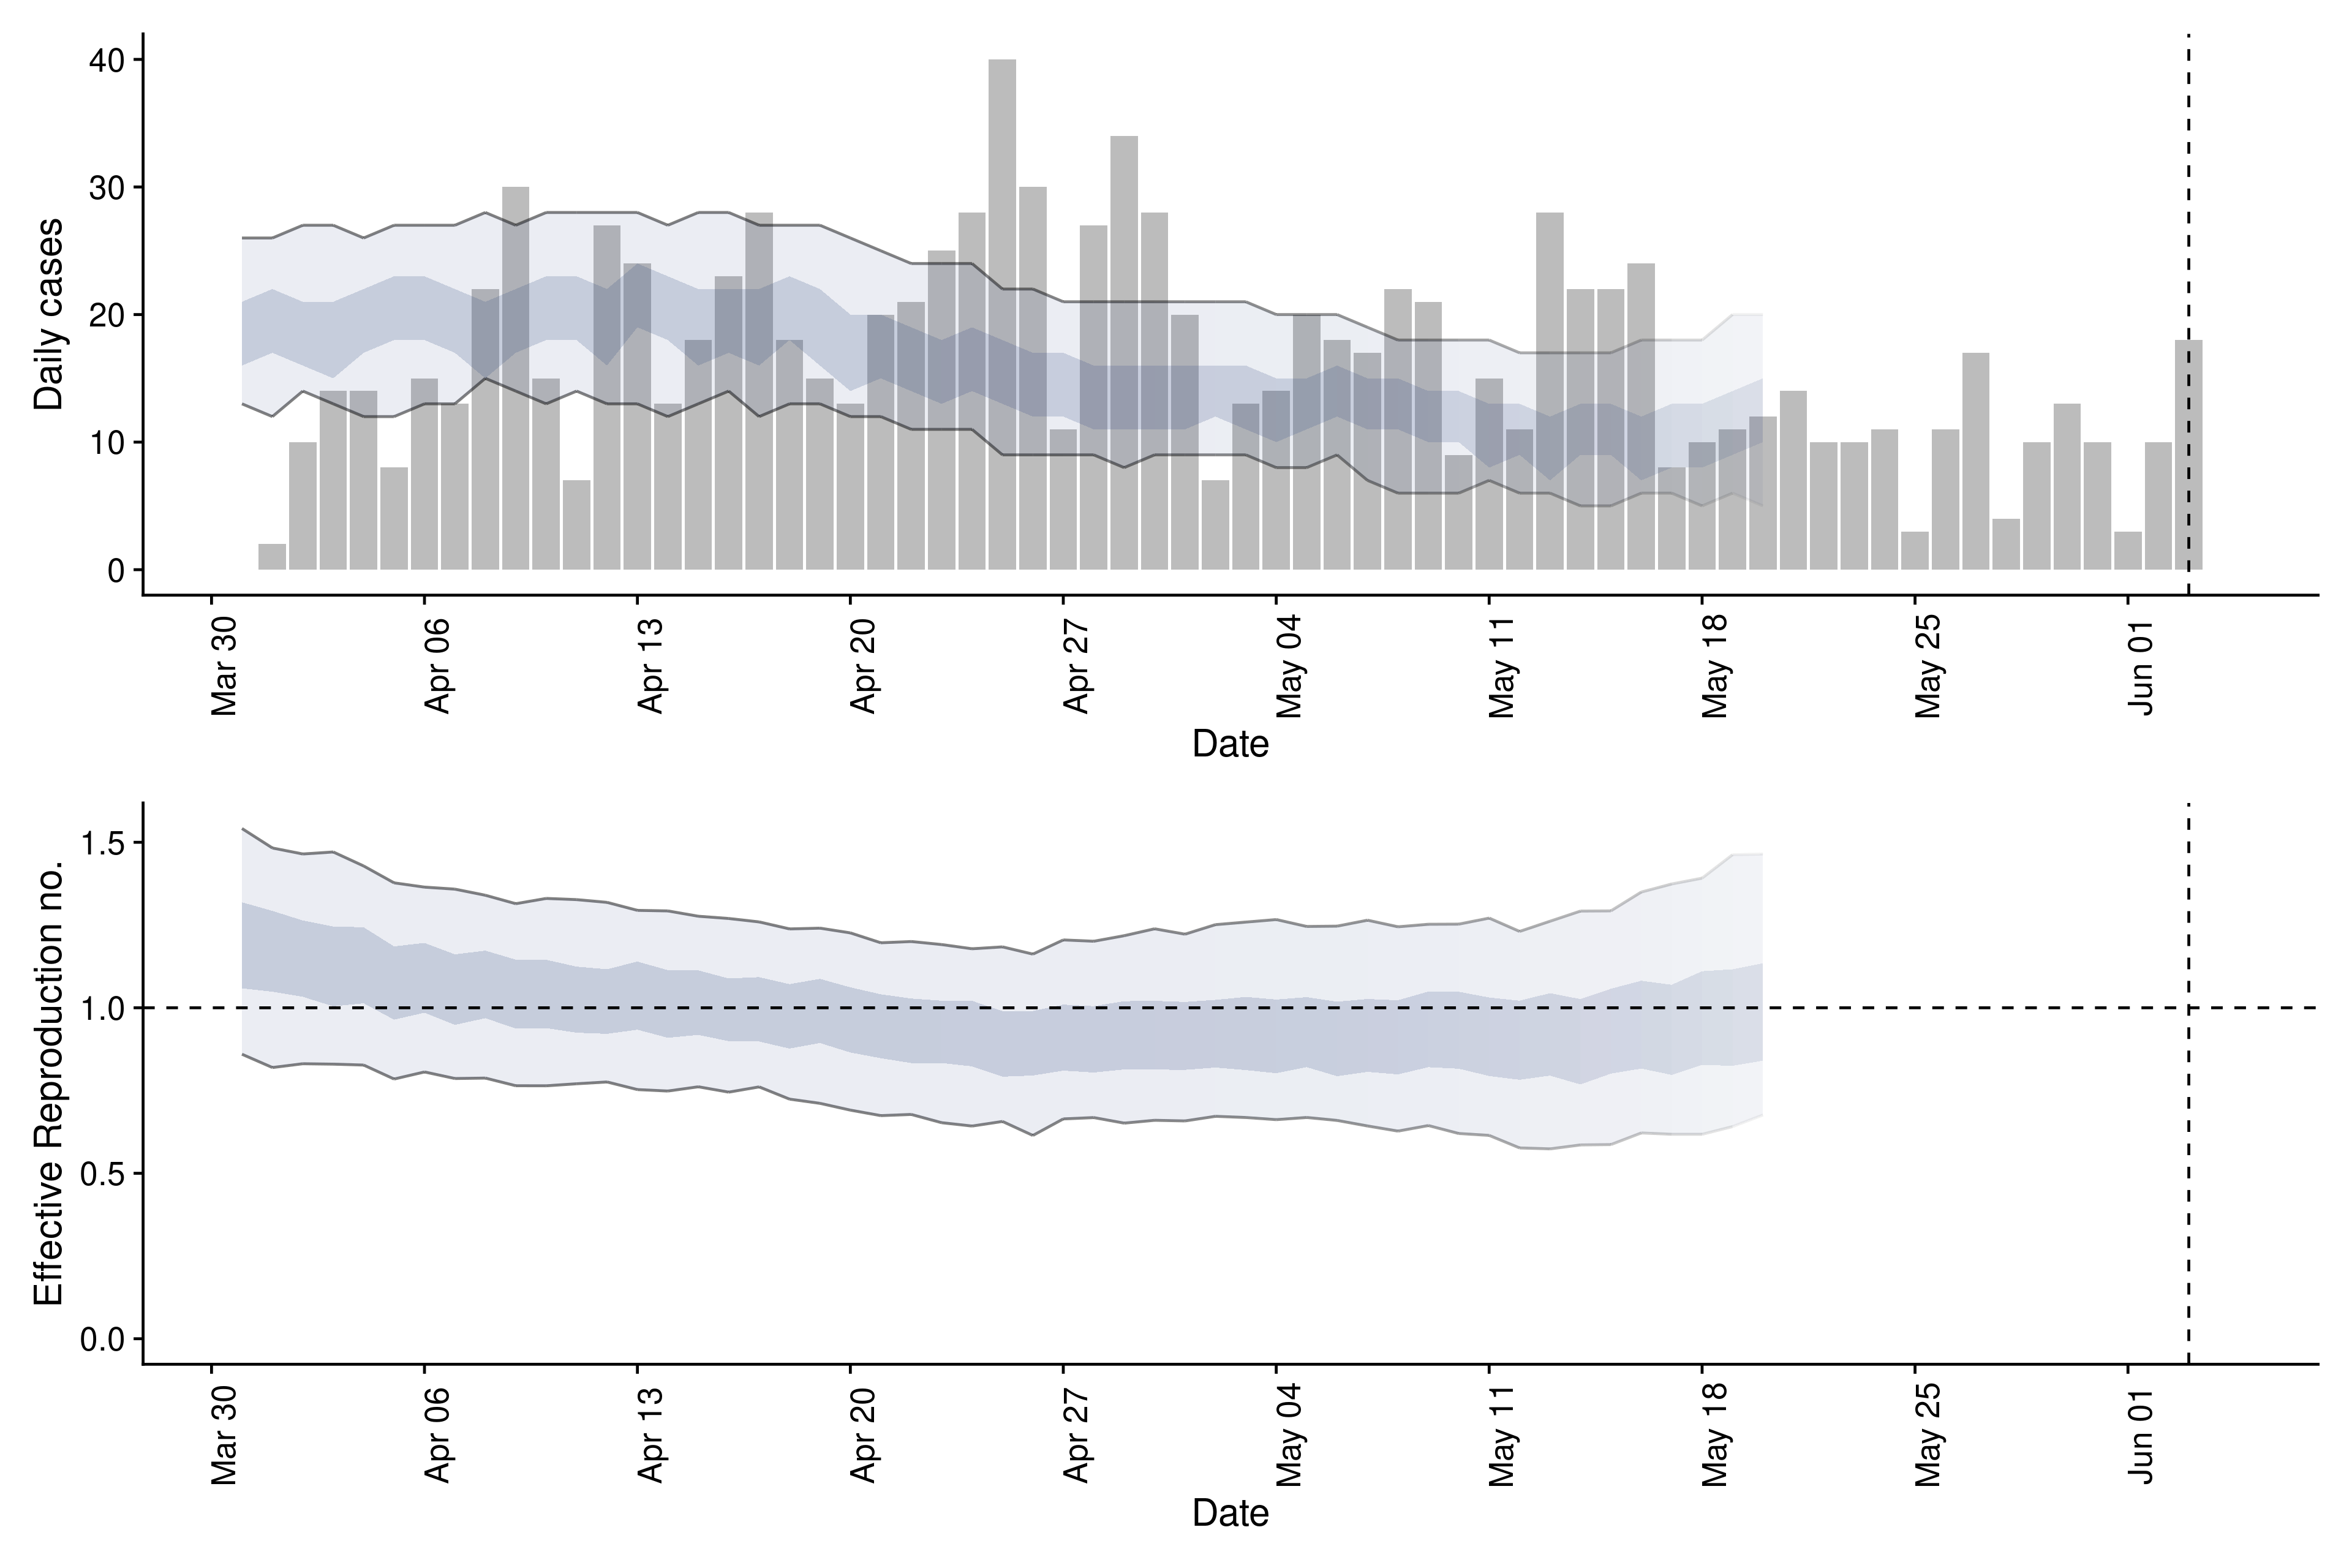 Daily cases
40
30
20
10
0
Mar 30
Apr 06
Apr 13
Apr 20
Apr 27
May 04
May 11
May 18
May 25
Jun 01
Date
Effective Reproduction no.
1.5
1.0
0.5
0.0
Mar 30
Apr 06
Apr 13
Apr 20
Apr 27
May 04
May 11
May 18
May 25
Jun 01
Date